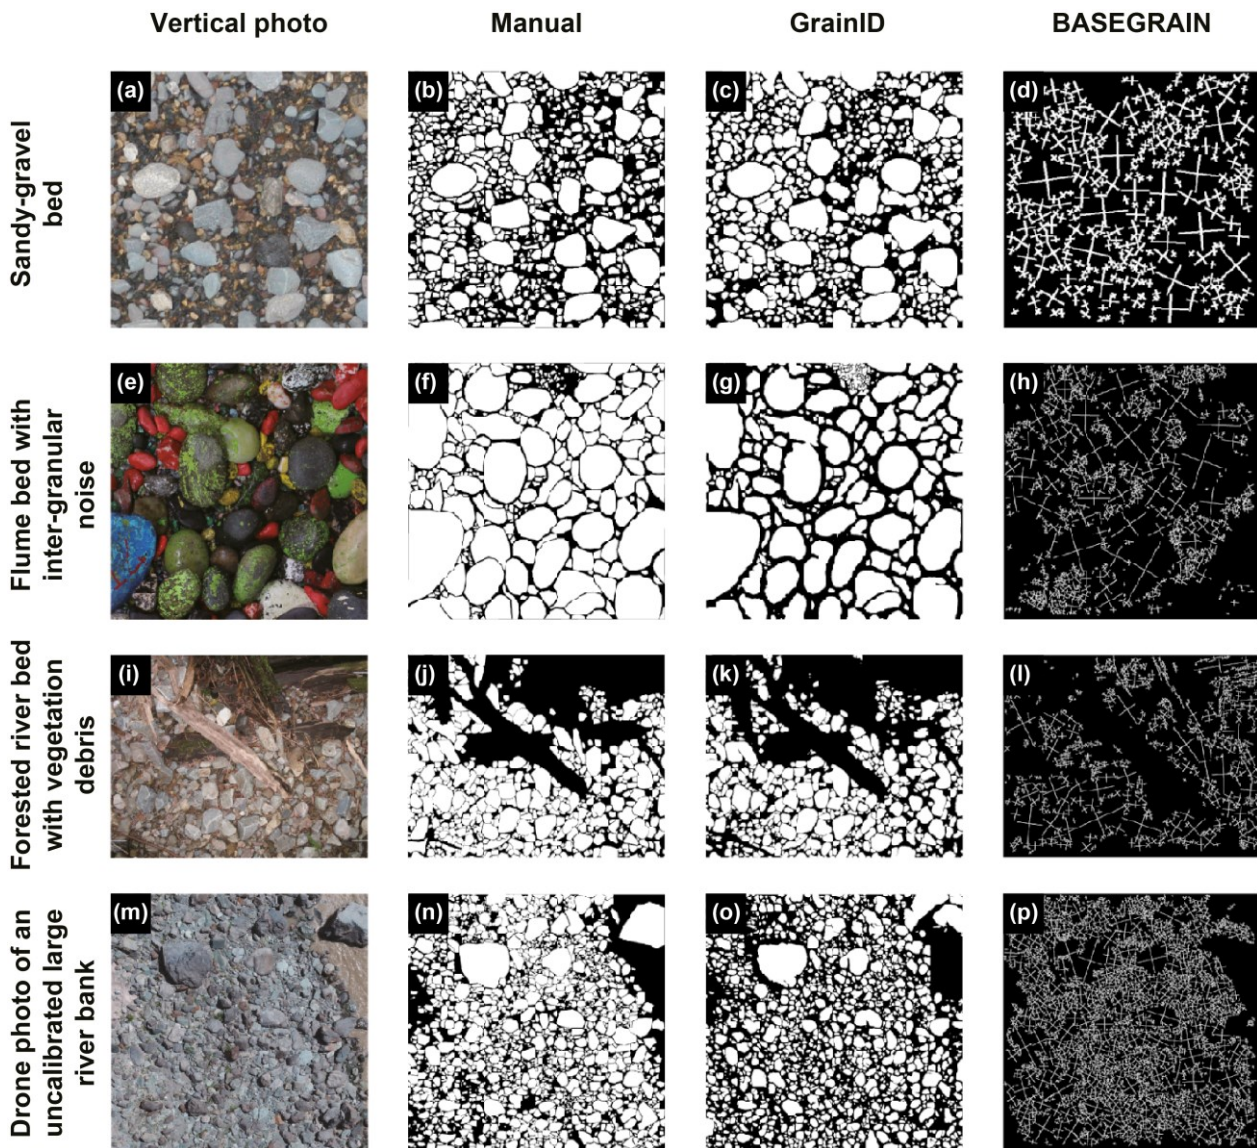 Vertical photo Manual GrainID BASEGRAIN
Sandy-gravel
bed
(a) (b) (c) (d)
Flume bed with
inter-granular
noise
(e) (f) (g) (h)
Forested river bed
with vegetation
debris
(i) (j) (k) (l)
Drone photo of an
uncalibrated large
river bank
(m) (n) (o) (p)